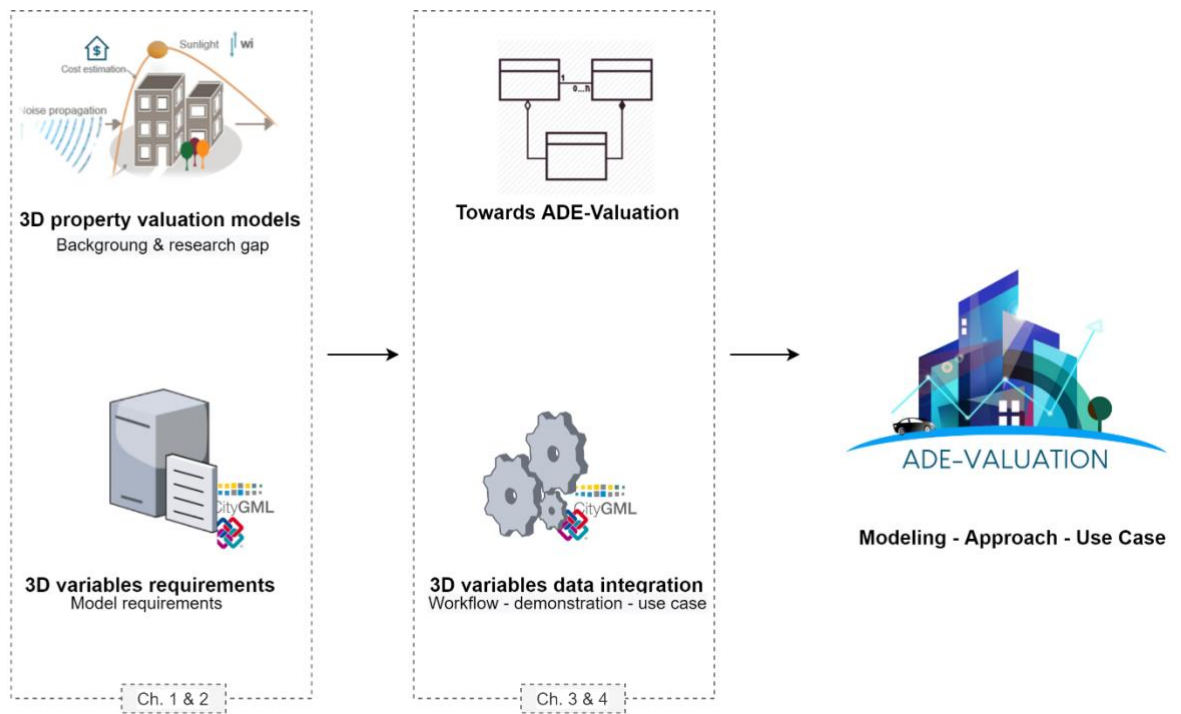 Sunlight
wi
Cost estimation
Noise propagation
3D property valuation models
Backgroung & research gap
CityGML
3D variables requirements
Model requirements
Ch. 1 & 2
1
0...n
Towards ADE-Valuation
CityGML
3D variables data integration
Workflow - demonstration - use case
Ch. 3 & 4
ADE-VALUATION
Modeling - Approach - Use Case